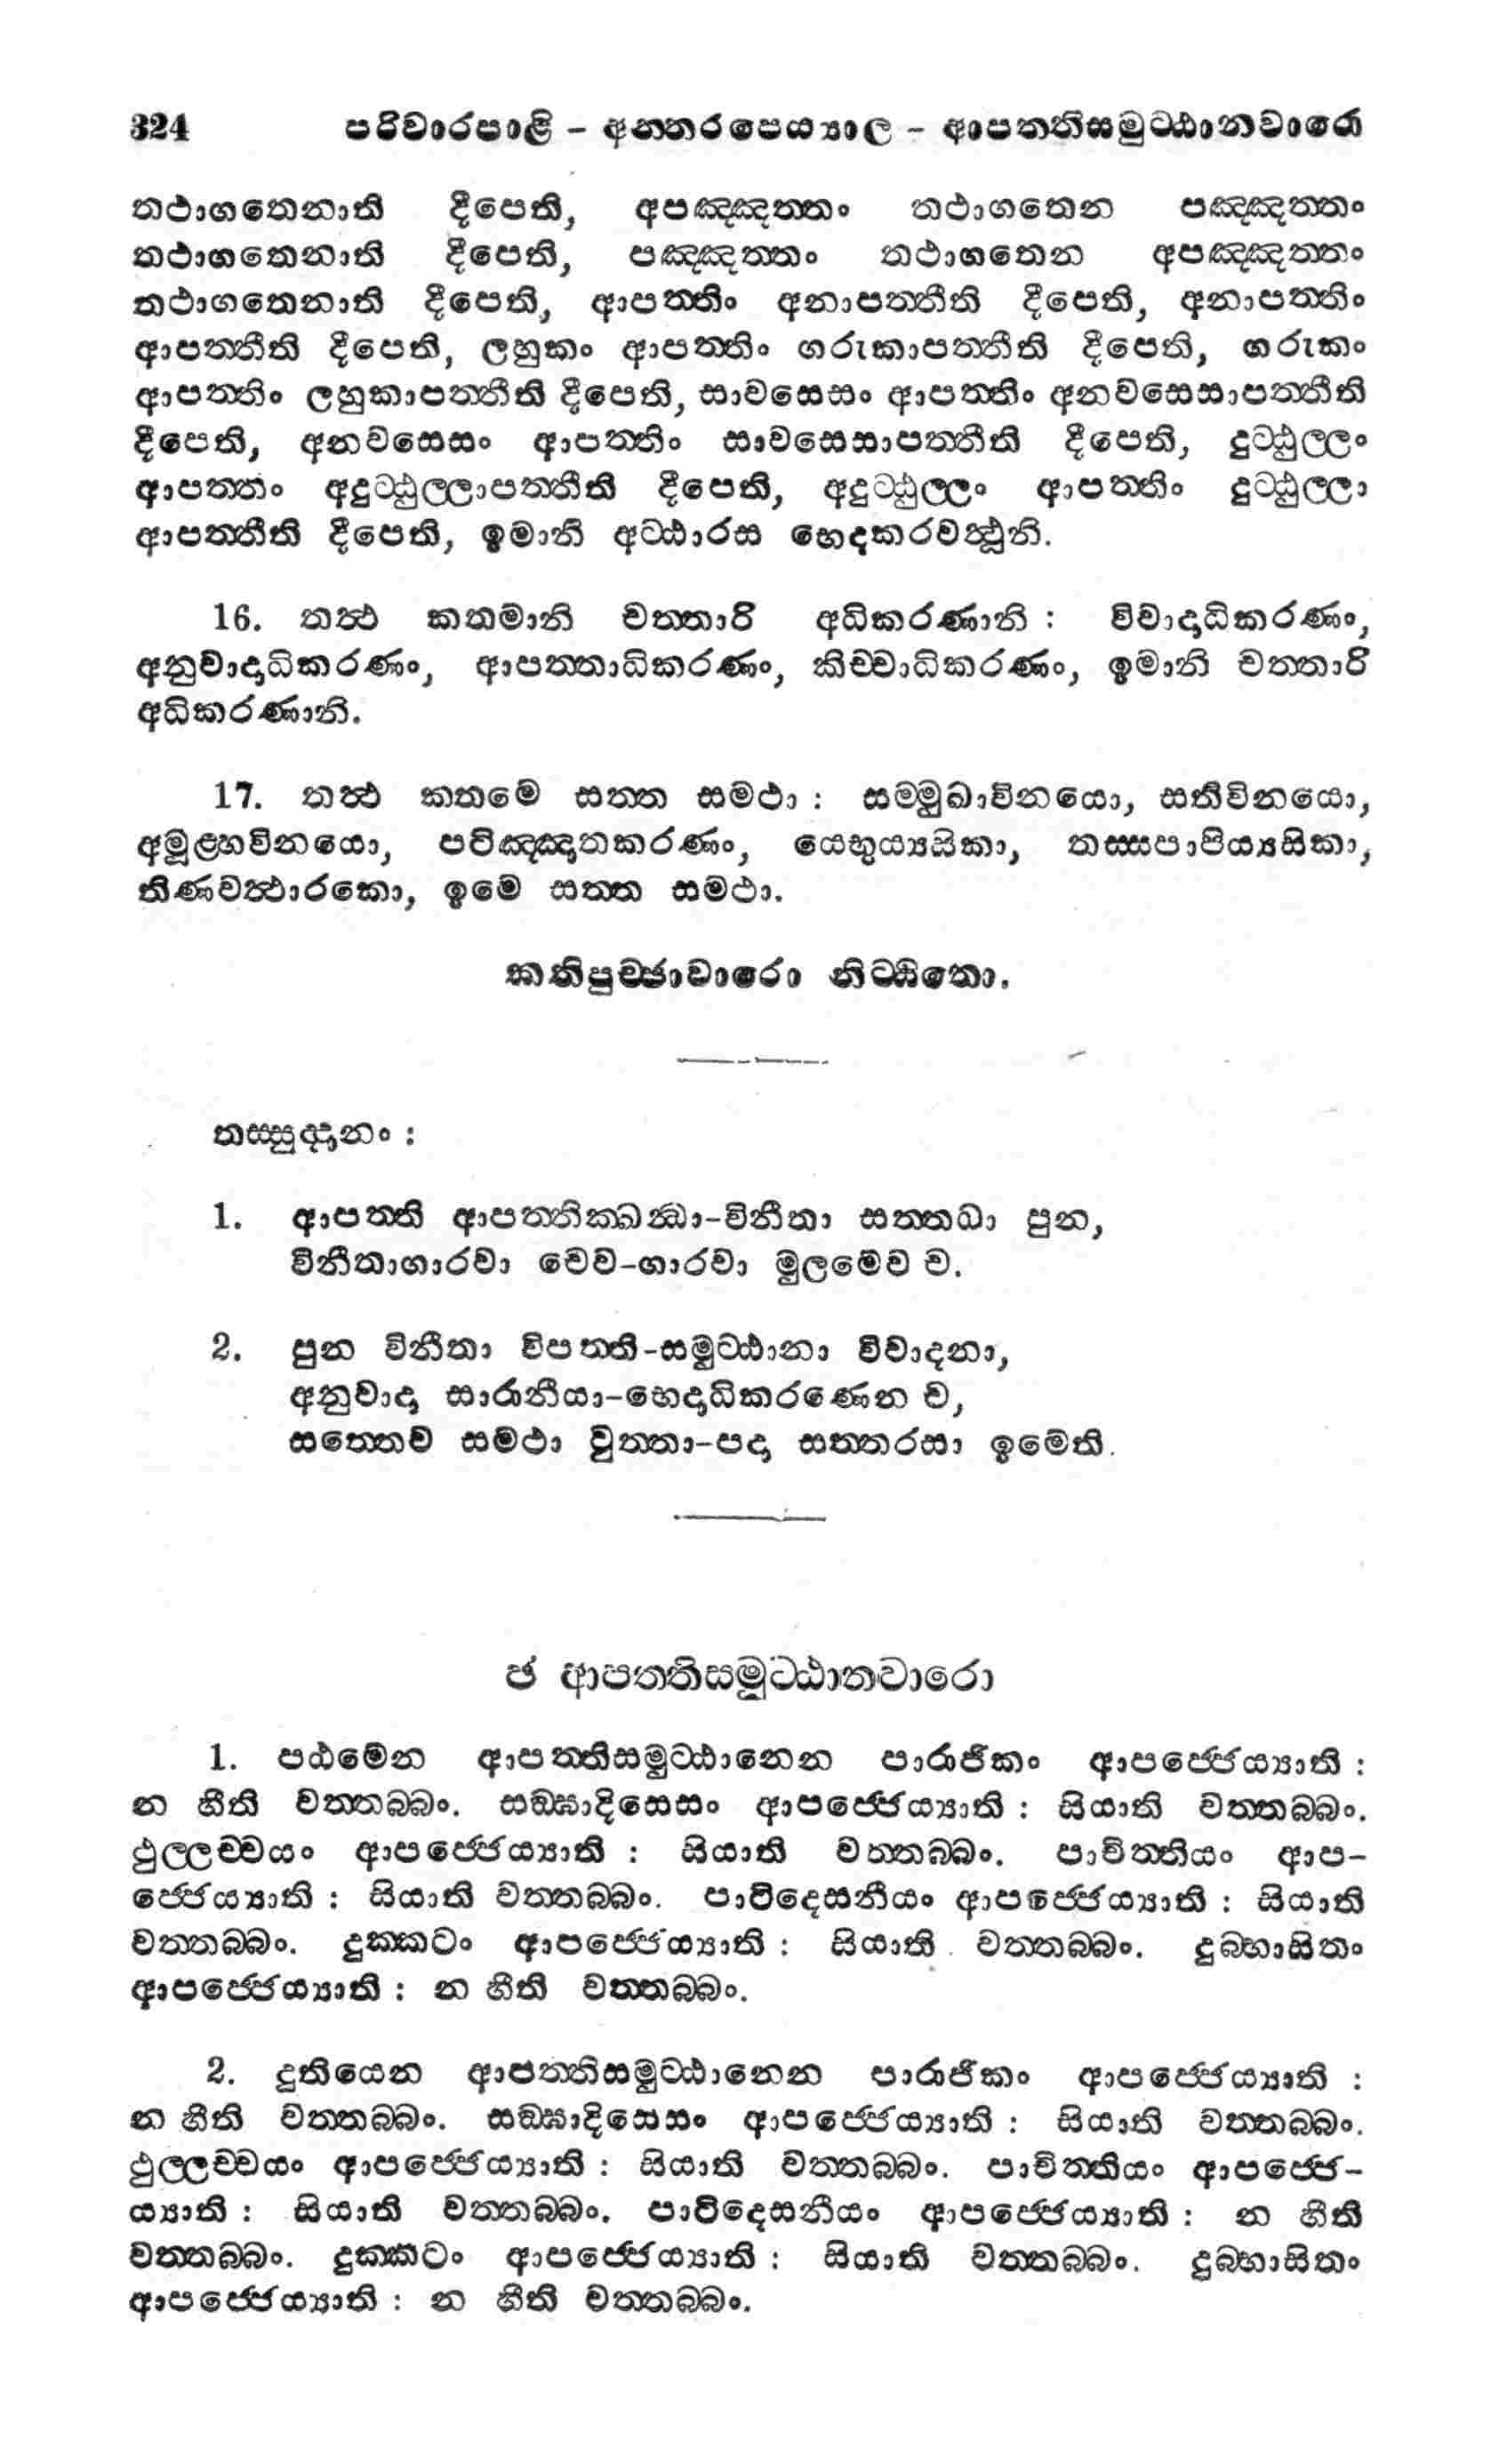 324 පරිවාරපාළි - අනන්තරපෙය්‍යාල - ආපත්තිසමුට්ඨානවාරො
තථාගතෙනාති දීපෙති, අපඤ්ඤත්තං තථාගතෙන පඤ්ඤත්තං
තථාගතෙනාති දීපෙති, පඤ්ඤත්තං තථාගතෙන අපඤ්ඤත්තං
තථාගතෙනාති දීපෙති, ආපත්තිං අනාපත්තීති දීපෙති, අනාපත්තිං
ආපත්තීති දීපෙති, ලහුකං ආපත්තිං ගරුකාපත්තීති දීපෙති, ගරුකං
ආපත්තිං ලහුකාපත්තීති දීපෙති, සාවසෙසං ආපත්තිං අනවසෙසාපත්තීති
දීපෙති, අනවසෙසං ආපත්තිං සාවසෙසාපත්තීති දීපෙති, දුට්ඨුල්ලං
ආපත්තං අදුට්ඨුල්ලාපත්තීති දීපෙති, අදුට්ඨුල්ලං ආපත්තිං දුට්ඨුල්ලා
ආපත්තීති දීපෙති, ඉමානි අට්ඨාරස භෙදකරවත්ථූනි.
16. තත්ථ කතමානි චත්තාරි අධිකරණානි : විවාදාධිකරණං,
අනුවාදාධිකරණං, ආපත්තාධිකරණං, කිච්චාධිකරණං, ඉමානි චත්තාරි
අධිකරණානි.
17. තත්ථ කතමෙ සත්ත සමථා : සම්මුඛාවිනයො, සතිවිනයො,
අමූළ්හවිනයො, පටිඤ්ඤාතකරණං, යෙභුය්‍යසිකා, තස්සපාපිය්‍යසිකා,
තිණවත්ථාරකො, ඉමෙ සත්ත සමථා.
කතිපුච්ඡාවාරො නිට්ඨිතො.
තස්සුද්දානං :
1. ආපත්ති ආපත්තික්ඛන්ධා-විනීතා සත්තධා පුන,
විනීතාගාරවා චෙව-ගාරවා මූලමෙව ච.
2. පුන විනීතා විපත්ති-සමුට්ඨානා විවාදනා,
අනුවාදා සාරාණීයා-භෙදාධිකරණෙන ච,
සත්තෙව සමථා වුත්තා-පදා සත්තරසා ඉමෙති.
ඡ ආපත්තිසමුට්ඨානවාරො
1. පඨමෙන ආපත්තිසමුට්ඨානෙන පාරාජිකං ආපජ්ජෙය්‍යාති :
න හීති වත්තබ්බං. සඞ්ඝාදිසෙසං ආපජ්ජෙය්‍යාති : සියාති වත්තබ්බං.
ථුල්ලච්චයං ආපජ්ජෙය්‍යාති : සියාති වත්තබ්බං. පාචිත්තියං ආප-
ජ්ජෙය්‍යාති : සියාති වත්තබ්බං. පාටිදෙසනීයං ආපජ්ජෙය්‍යාති : සියාති
වත්තබ්බං. දුක්කටං ආපජ්ජෙය්‍යාති : සියාති වත්තබ්බං. දුබ්භාසිතං
ආපජ්ජෙය්‍යාති : න හීති වත්තබ්බං.
2. දුතියෙන ආපත්තිසමුට්ඨානෙන පාරාජිකං ආපජ්ජෙය්‍යාති :
න හීති වත්තබ්බං. සඞ්ඝාදිසෙසං ආපජ්ජෙය්‍යාති : සියාති වත්තබ්බං.
ථුල්ලච්චයං ආපජ්ජෙය්‍යාති : සියාති වත්තබ්බං. පාචිත්තියං ආපජ්ජෙ-
ය්‍යාති : සියාති වත්තබ්බං. පාටිදෙසනීයං ආපජ්ජෙය්‍යාති : න හීති
වත්තබ්බං. දුක්කටං ආපජ්ජෙය්‍යාති : සියාති වත්තබ්බං. දුබ්භාසිතං
ආපජ්ජෙය්‍යාති : න හීති වත්තබ්බං.